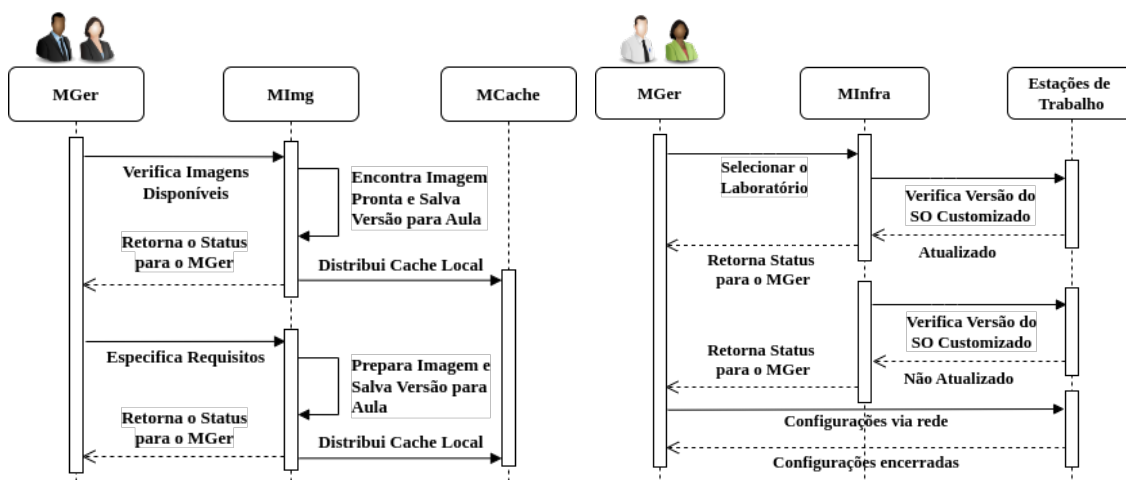 MGer
MImg
MCache
Verifica Imagens
Disponíveis
Encontra Imagem
Pronta e Salva
Versão para Aula
Retorna o Status
para o MGer
Distribui Cache Local
Especifica Requisitos
Prepara Imagem e
Salva Versão para
Aula
Retorna o Status
para o MGer
Distribui Cache Local
MGer
MInfra
Estações de
Trabalho
Selecionar o
Laboratório
Verifica Versão do
SO Customizado
Atualizado
Retorna Status
para o MGer
Verifica Versão do
SO Customizado
Retorna Status
para o MGer
Não Atualizado
Configurações via rede
Configurações encerradas